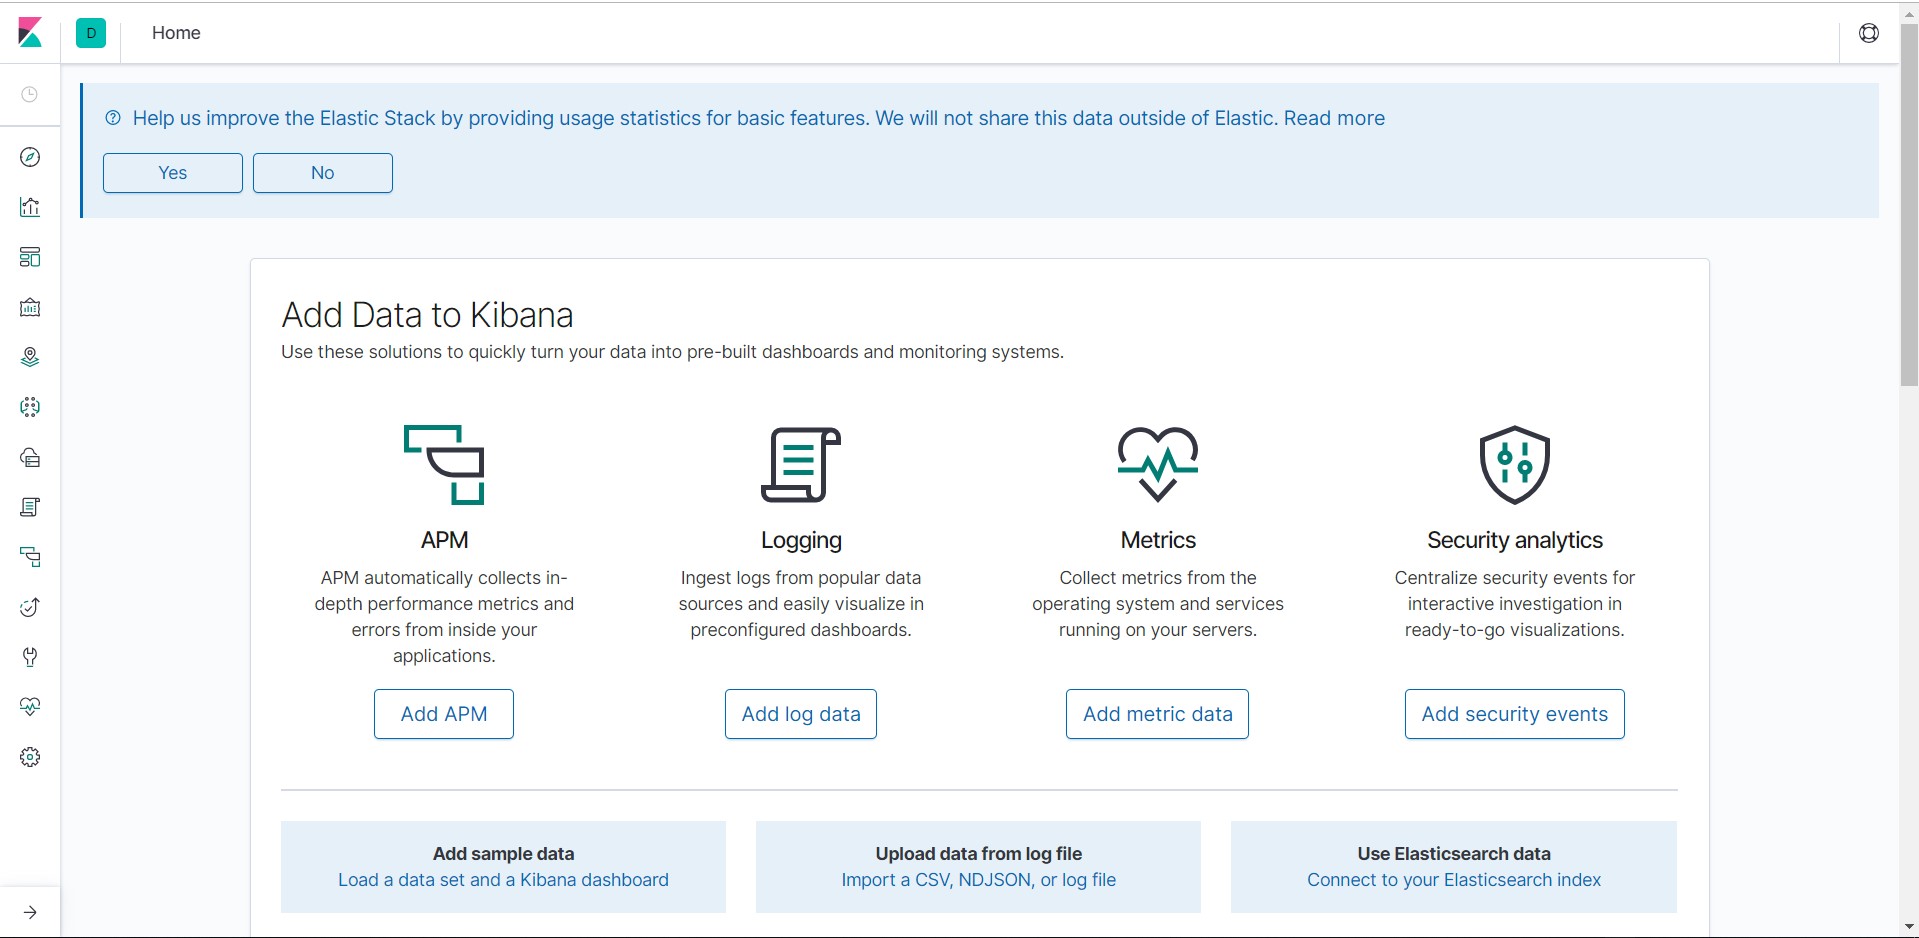 D
Home
Help us improve the Elastic Stack by providing usage statistics for basic features. We will not share this data outside of Elastic. Read more
Yes
No
Add Data to Kibana
Use these solutions to quickly turn your data into pre-built dashboards and monitoring systems.
APM
APM automatically collects in-
depth performance metrics and
errors from inside your
applications.
Add APM
Logging
Ingest logs from popular data
sources and easily visualize in
preconfigured dashboards.
Add log data
Metrics
Collect metrics from the
operating system and services
running on your servers.
Add metric data
Security analytics
Centralize security events for
interactive investigation in
ready-to-go visualizations.
Add security events
Add sample data
Load a data set and a Kibana dashboard
Upload data from log file
Import a CSV, NDJSON, or log file
Use Elasticsearch data
Connect to your Elasticsearch index